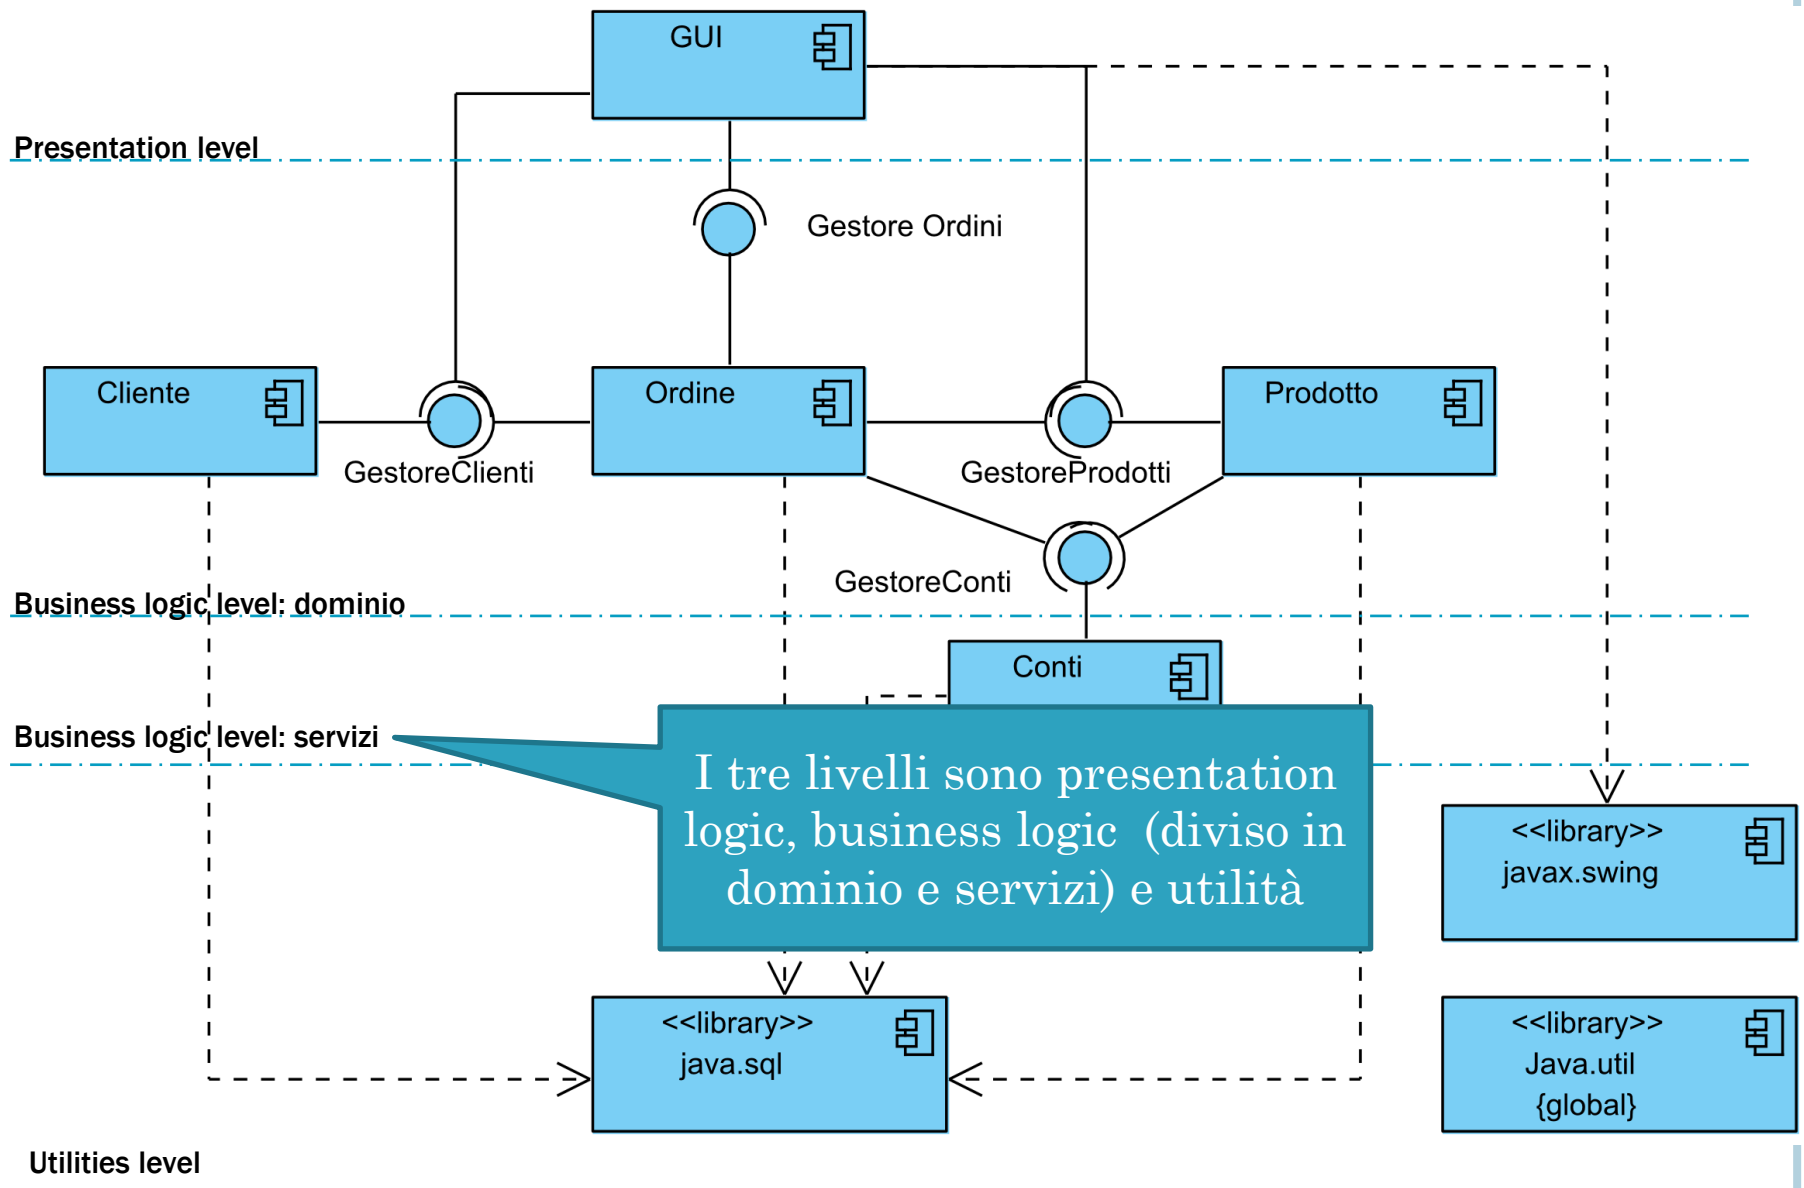 GUI
Presentation level
Gestore Ordini
Cliente
Ordine
Prodotto
GestoreClienti
GestoreProdotti
GestoreConti
Business logic level: dominio
Conti
Business logic level: servizi
I tre livelli sono presentation
logic, business logic (diviso in
dominio e servizi) e utilità
<<library>>
javax.swing
<<library>>
java.sql
<<library>>
Java.util
{global}
Utilities level